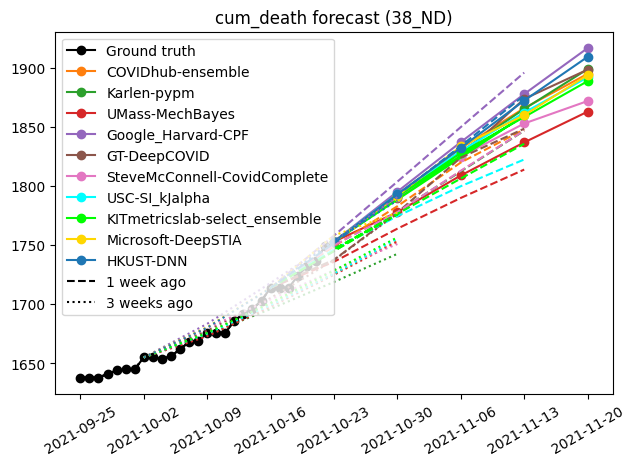 cum_death forecast (38_ND)
1900
1850
1800
1750
1700
1650
Ground truth
COVIDhub-ensemble
Karlen-pypm
UMass-MechBayes
Google_Harvard-CPF
GT-DeepCOVID
SteveMcConnell-CovidComplete
USC-SI_kJalpha
KITmetricslab-select_ensemble
Microsoft-DeepSTIA
HKUST-DNN
1 week ago
3 weeks ago
2021-09-25
2021-10-02
2021-10-09
2021-10-16
2021-10-23
2021-10-30
2021-11-06
2021-11-13
2021-11-20